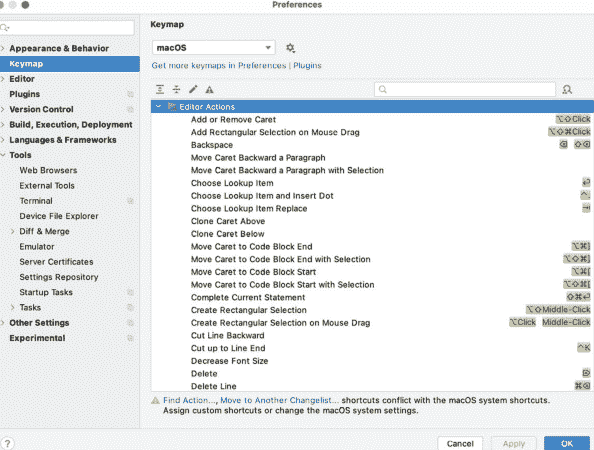 Preferences
Appearance & Behavior
Keymap
Editor
Plugins
Version Control
Build, Execution, Deployment
Languages & Frameworks
Tools
Web Browsers
External Tools
Terminal
Device File Explorer
Diff & Merge
Emulator
Server Certificates
Settings Repository
Startup Tasks
Tasks
Other Settings
Experimental
Keymap
macOS
Get more keymaps in Preferences | Plugins
Editor Actions
Add or Remove Caret ⌥⇧Click
Add Rectangular Selection on Mouse Drag ⌥⇧⌘Click
Backspace ⌫ ⇧⌫
Move Caret Backward a Paragraph
Move Caret Backward a Paragraph with Selection
Choose Lookup Item ⏎
Choose Lookup Item and Insert Dot ⌃.
Choose Lookup Item Replace ⇥
Clone Caret Above
Clone Caret Below
Move Caret to Code Block End ⌥⌘]
Move Caret to Code Block End with Selection ⌥⇧⌘]
Move Caret to Code Block Start ⌥⌘[
Move Caret to Code Block Start with Selection ⌥⇧⌘[
Complete Current Statement ⇧⌘⏎
Create Rectangular Selection ⌥⇧Middle-Click
Create Rectangular Selection on Mouse Drag ⌥Click Middle-Click
Cut Line Backward
Cut up to Line End ⌃K
Decrease Font Size
Delete ⌦
Delete Line ⌘⌫
Find Action..., Move to Another Changelist... shortcuts conflict with the macOS system shortcuts.
Assign custom shortcuts or change the macOS system settings.
?
Cancel
Apply
OK